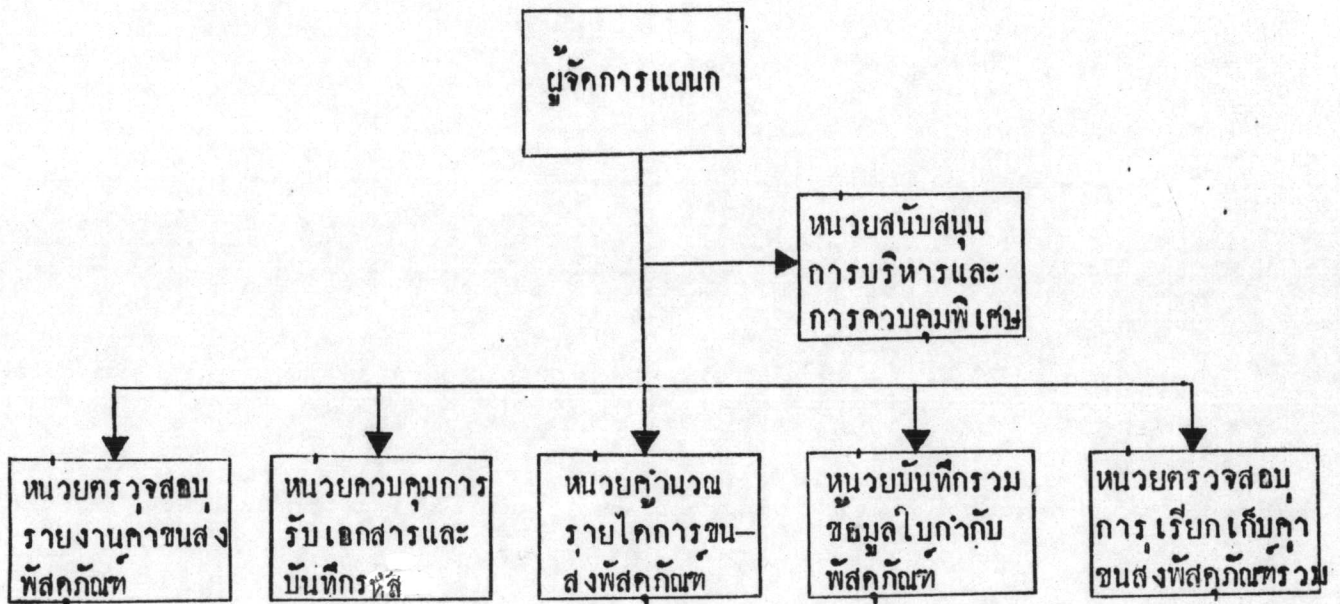 ผู้จัดการแผนก
หน่วยสนับสนุน
การบริหารและ
การควบคุมพิเศษ
หน่วยตรวจสอบ
รายงานค่าขนส่ง
พัสดุภัณฑ์
หน่วยควบคุมการ
รับเอกสารและ
บันทึกรหัส
หน่วยคำนวณ
รายได้การขน-
ส่งพัสดุภัณฑ์
หน่วยบันทึกรวม
ข้อมูลใบกำกับ
พัสดุภัณฑ์
หน่วยตรวจสอบ
การเรียกเก็บค่า
ขนส่งพัสดุภัณฑ์รวม